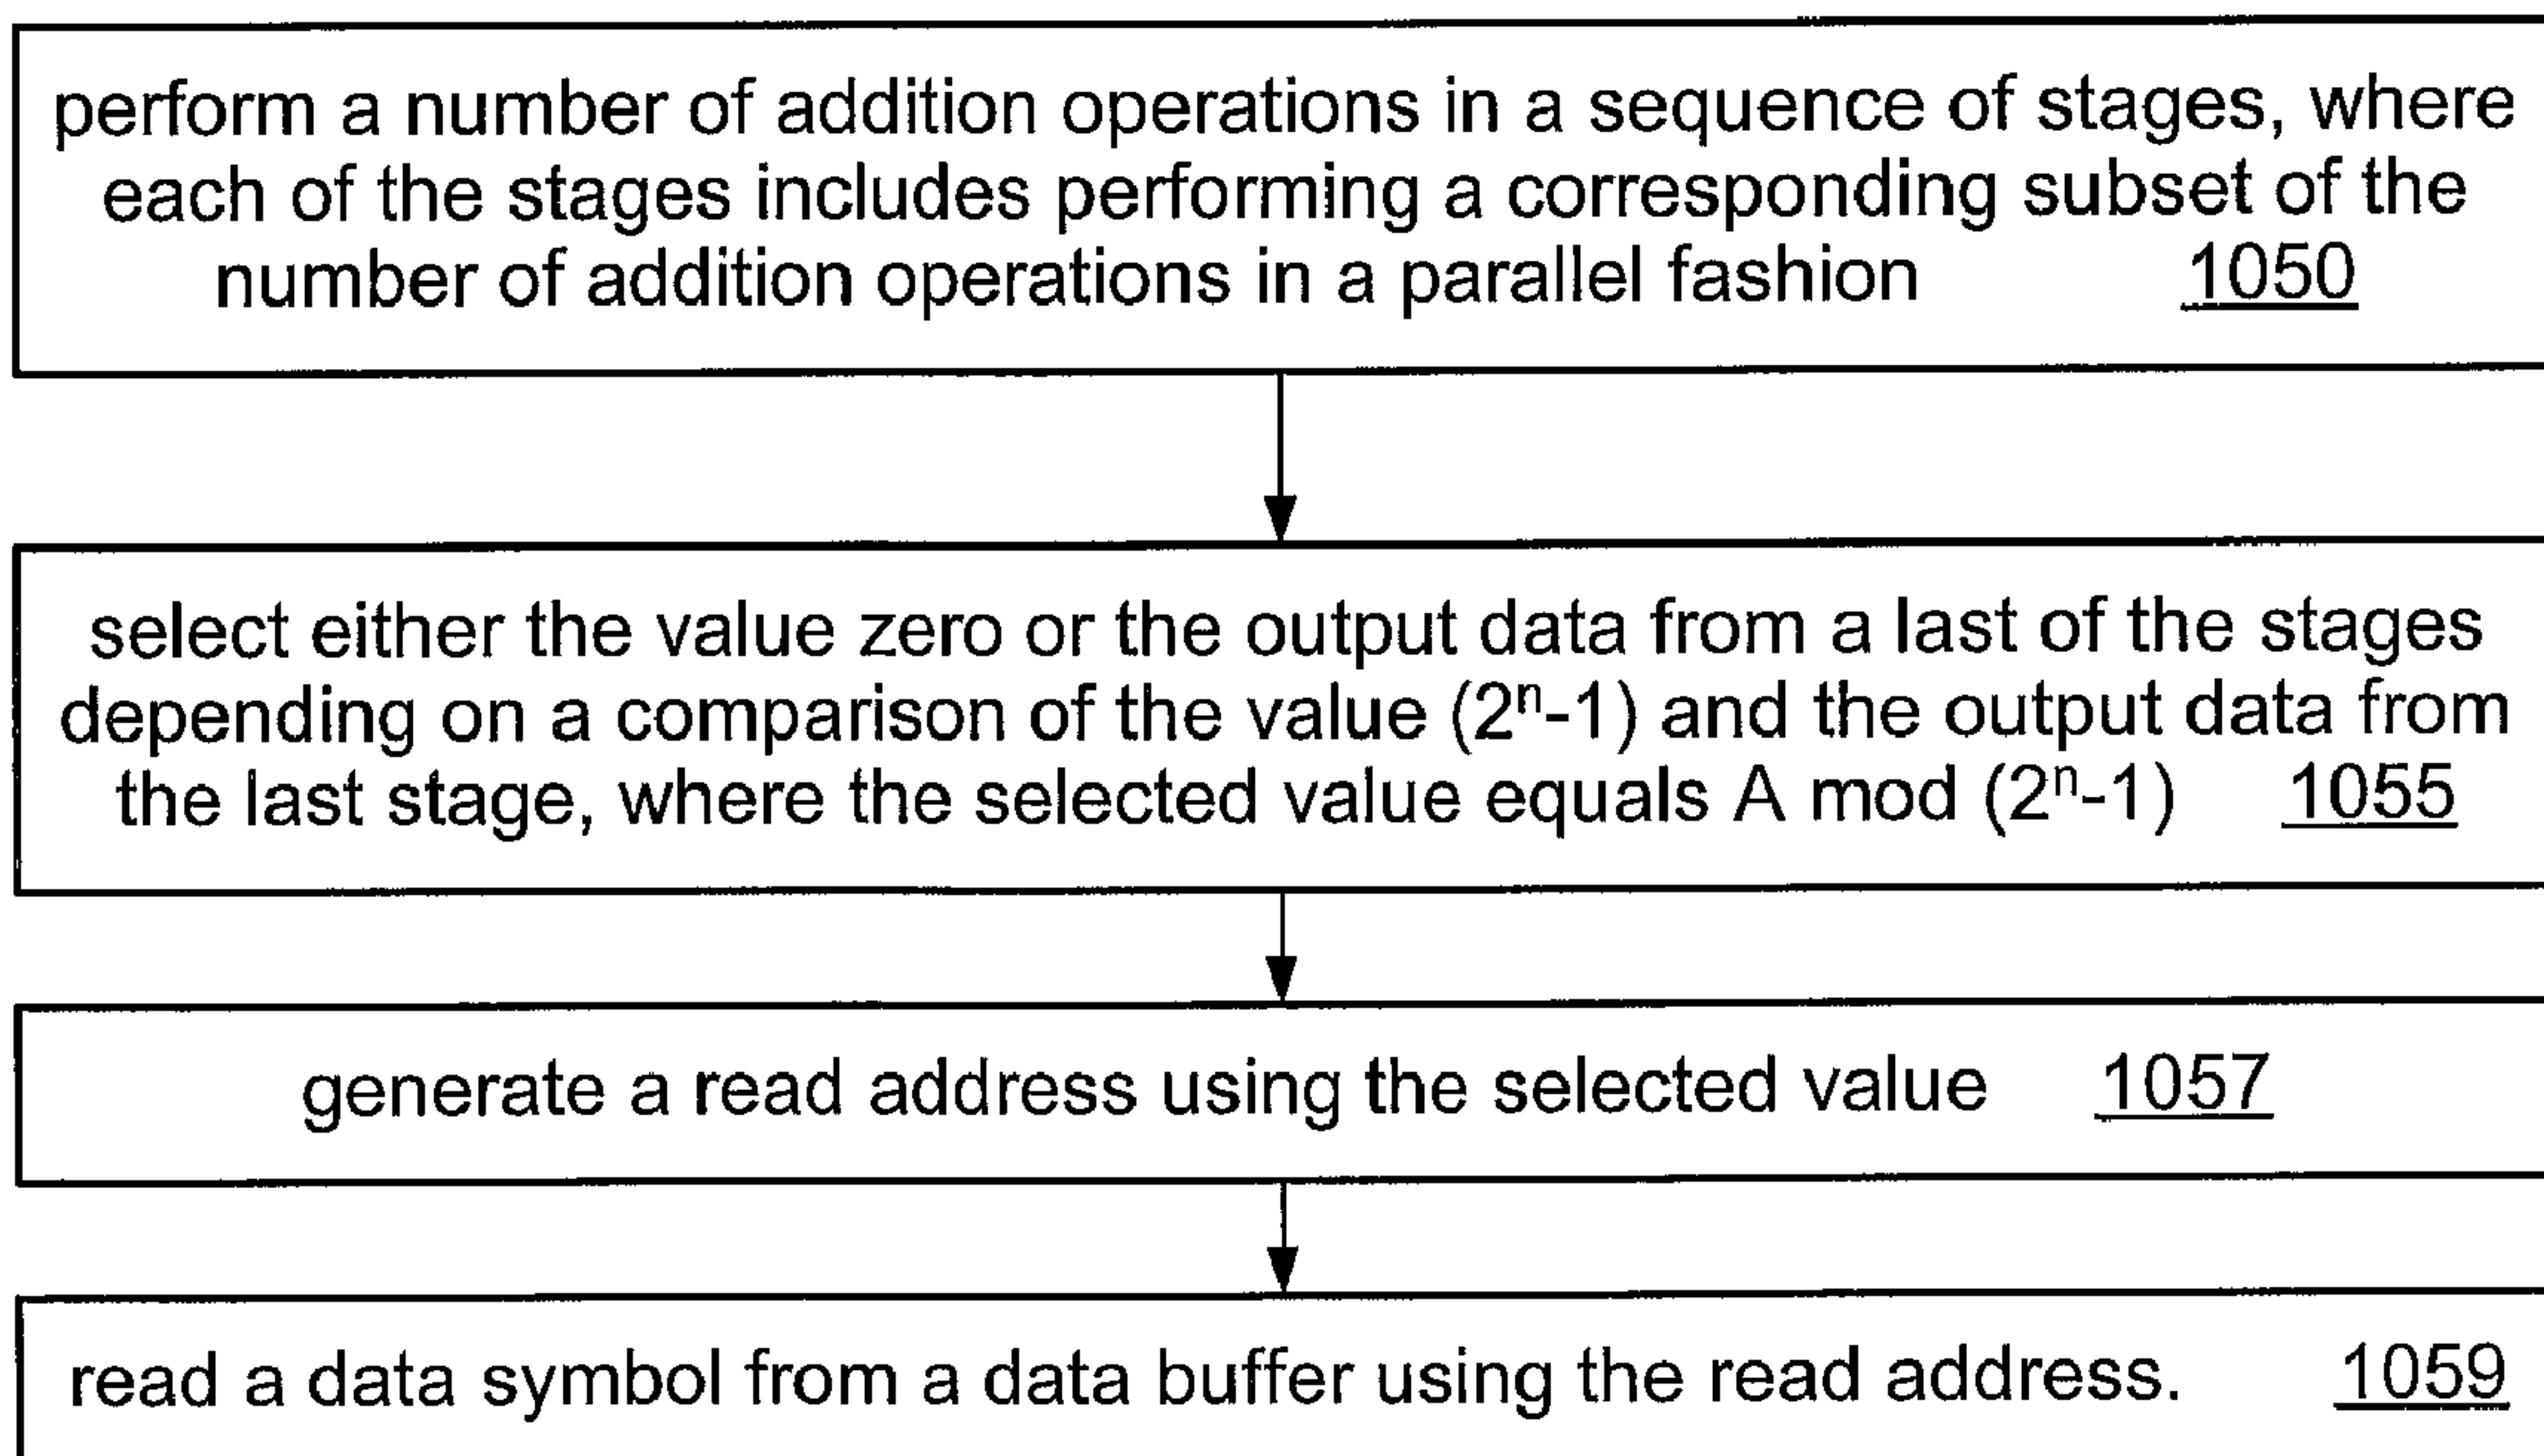 perform a number of addition operations in a sequence of stages, where
each of the stages includes performing a corresponding subset of the
number of addition operations in a parallel fashion 1050
select either the value zero or the output data from a last of the stages
depending on a comparison of the value (2ⁿ-1) and the output data from
the last stage, where the selected value equals A mod (2ⁿ-1) 1055
generate a read address using the selected value 1057
read a data symbol from a data buffer using the read address. 1059